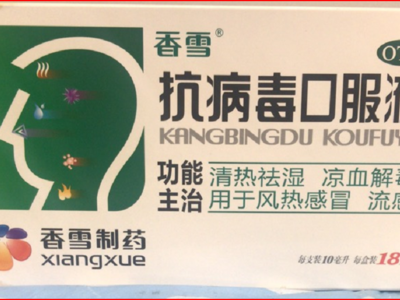 香雪®
OT
抗病毒口服液
KANGBINGDU KOUFUY
功能主治
清热祛湿 凉血解毒
用于风热感冒 流感
香雪制药
xiangxue
每支装10毫升 每盒装18